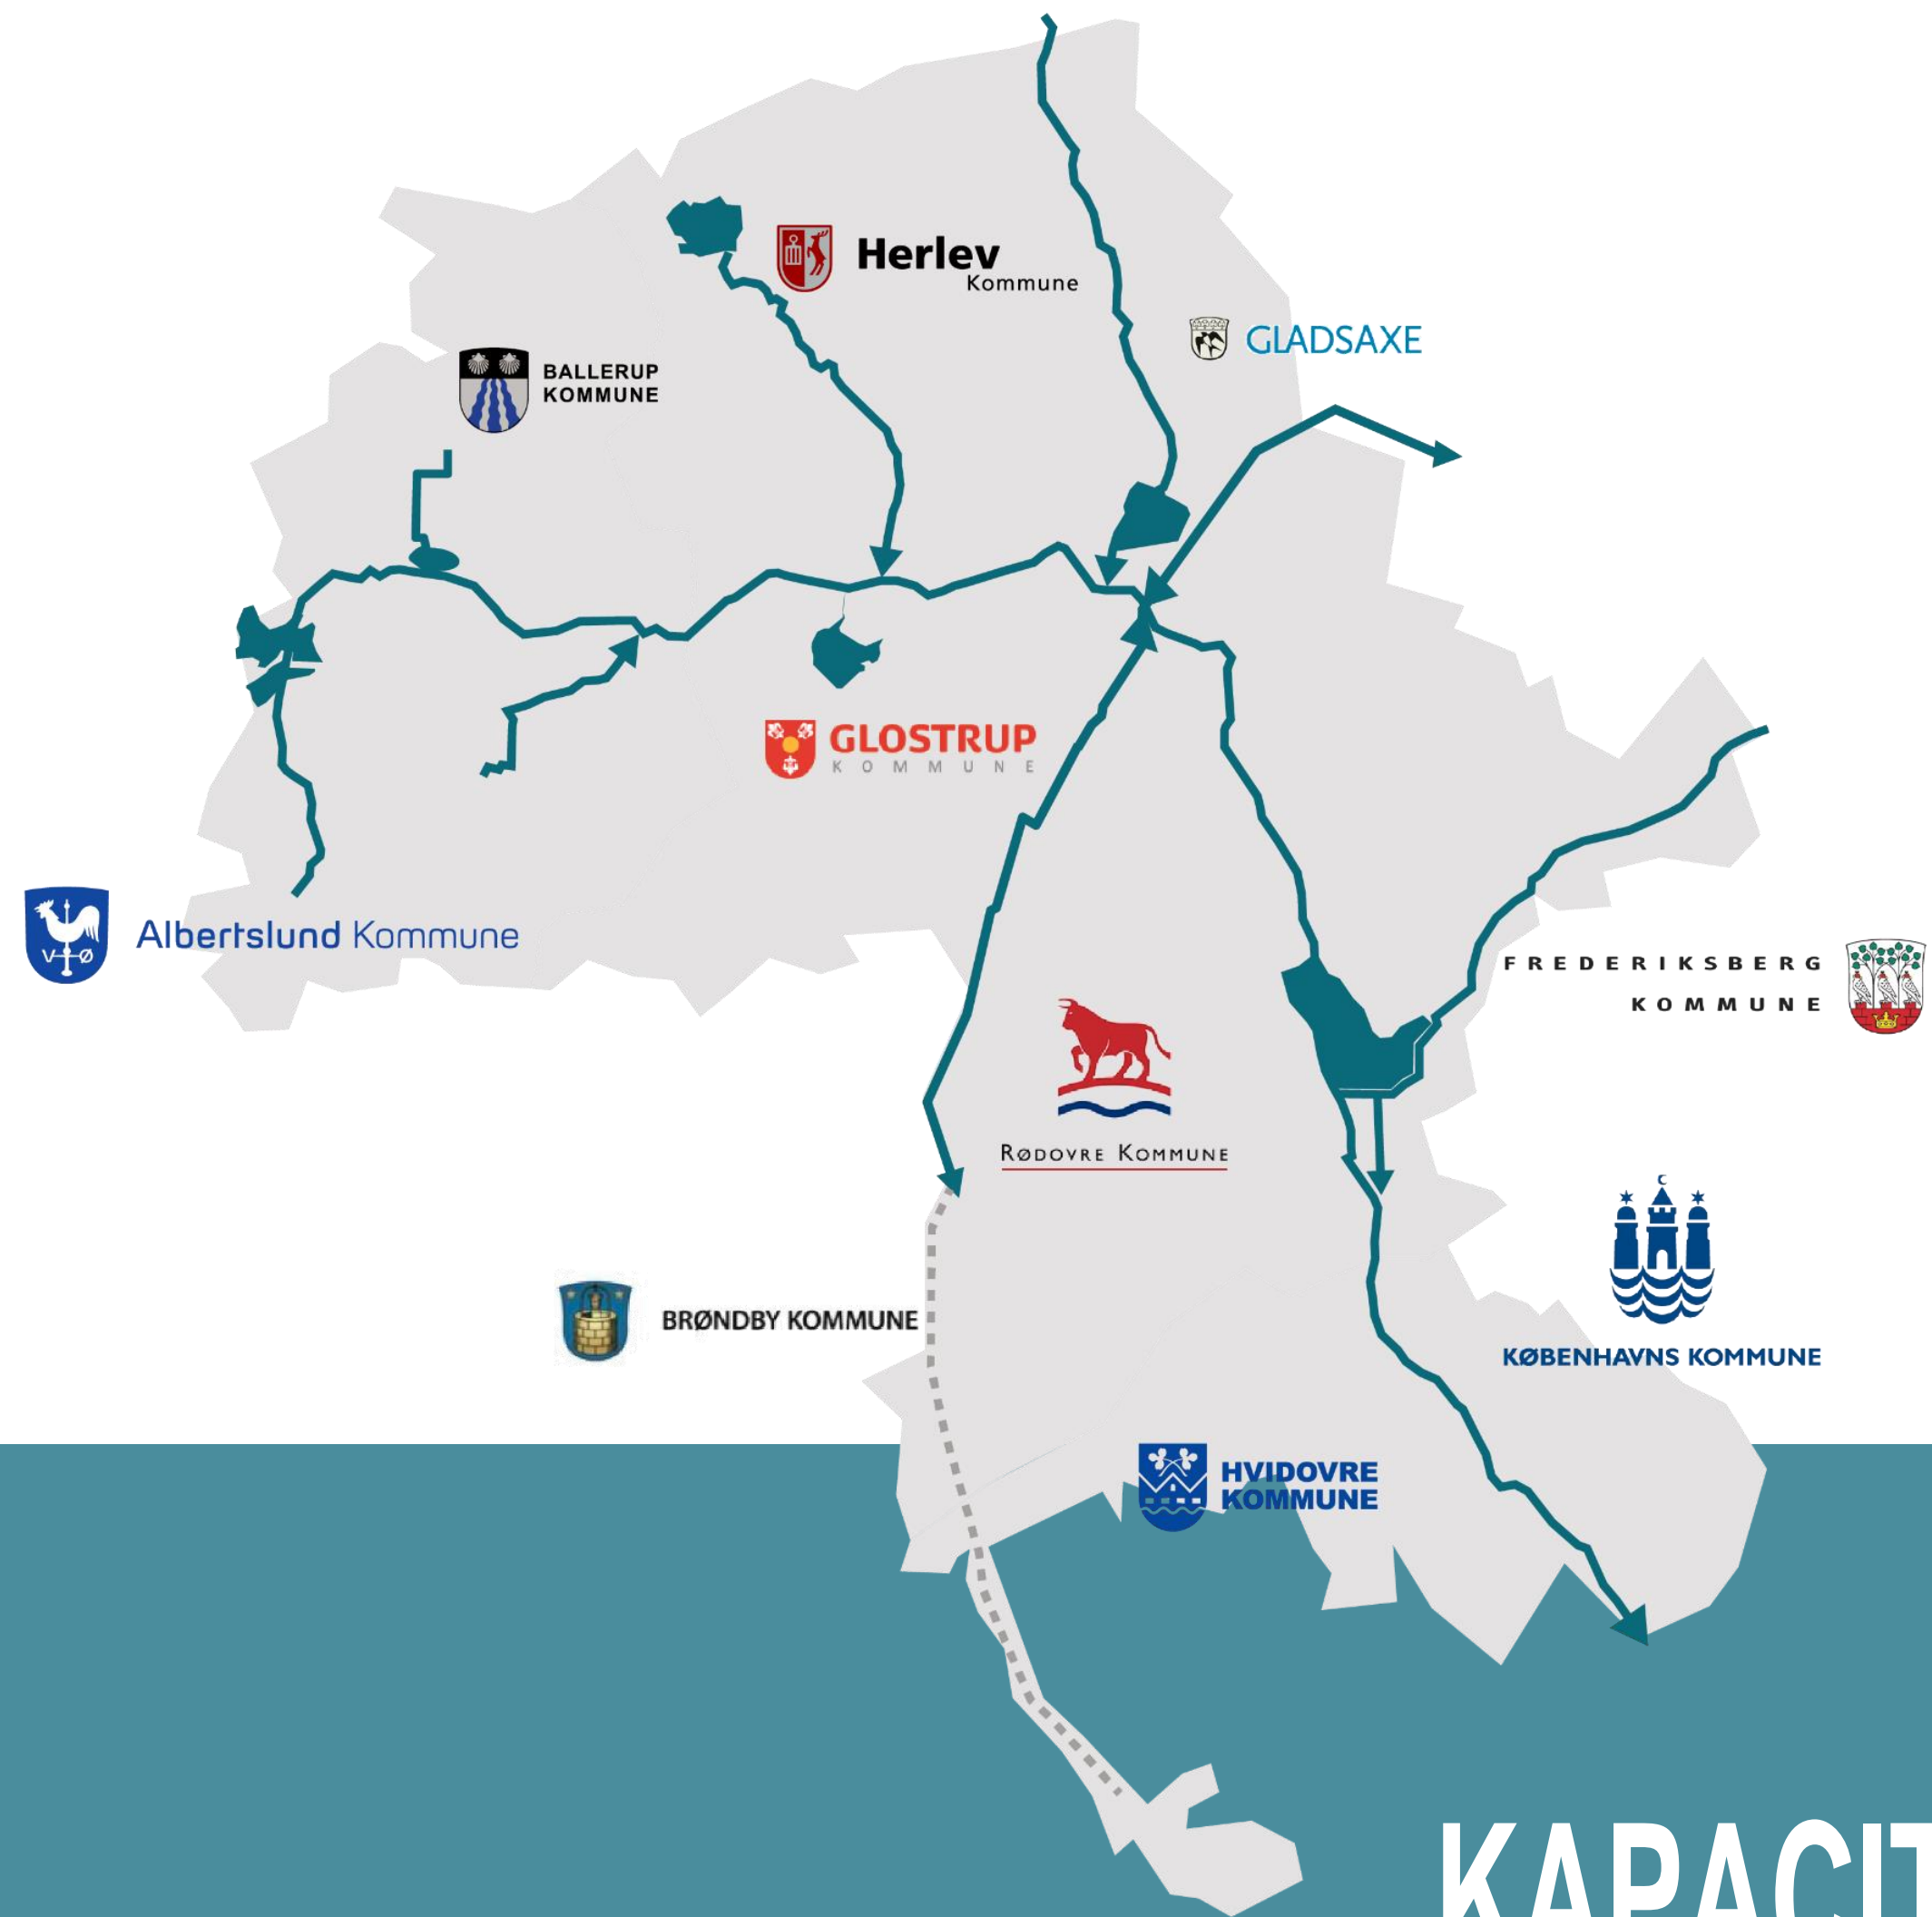 Herlev
Kommune
GLADSAXE
BALLERUP
KOMMUNE
GLOSTRUP
KOMMUNE
V Ø
Albertslund Kommune
FREDERIKSBERG
KOMMUNE
RØDOVRE KOMMUNE
BRØNDBY KOMMUNE
KØBENHAVNS KOMMUNE
HVIDOVRE
KOMMUNE